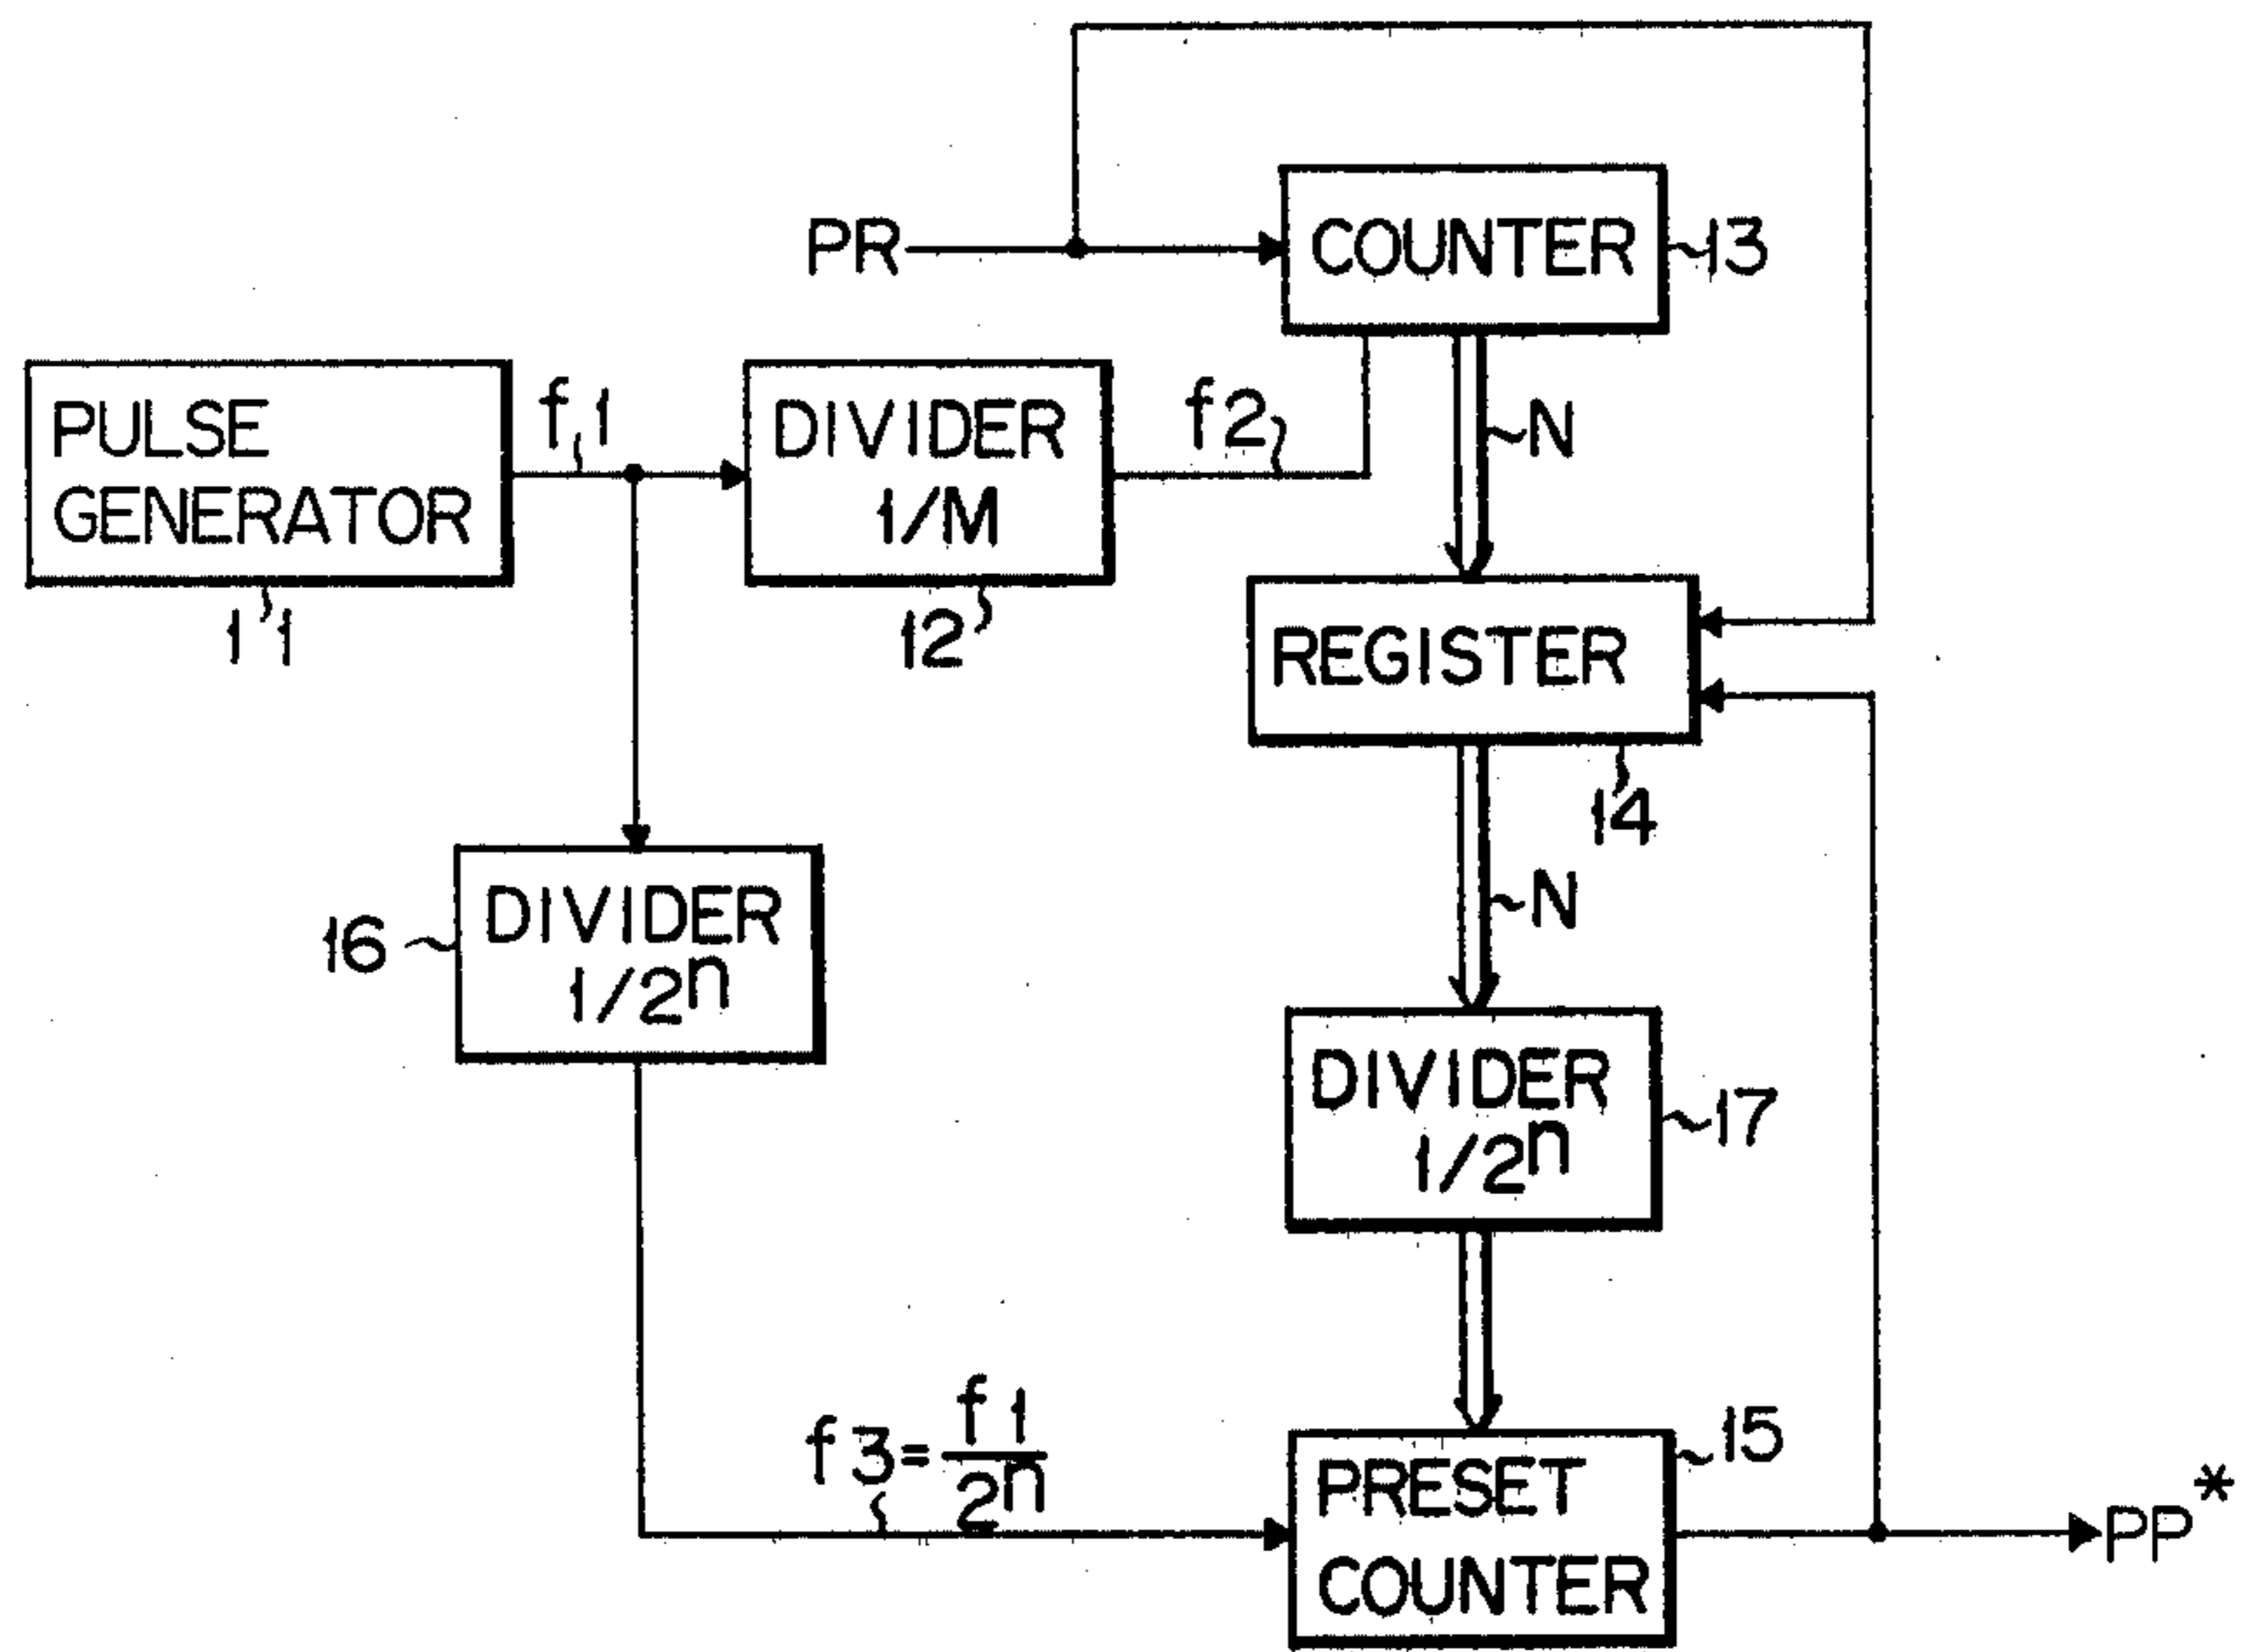 PR
COUNTER
13
PULSE
GENERATOR
11
f1
DIVIDER
1/M
12
f2
N
REGISTER
14
N
16
DIVIDER
1/2ⁿ
DIVIDER
1/2ⁿ
17
f3=f1/2ⁿ
PRESET
COUNTER
15
PP*